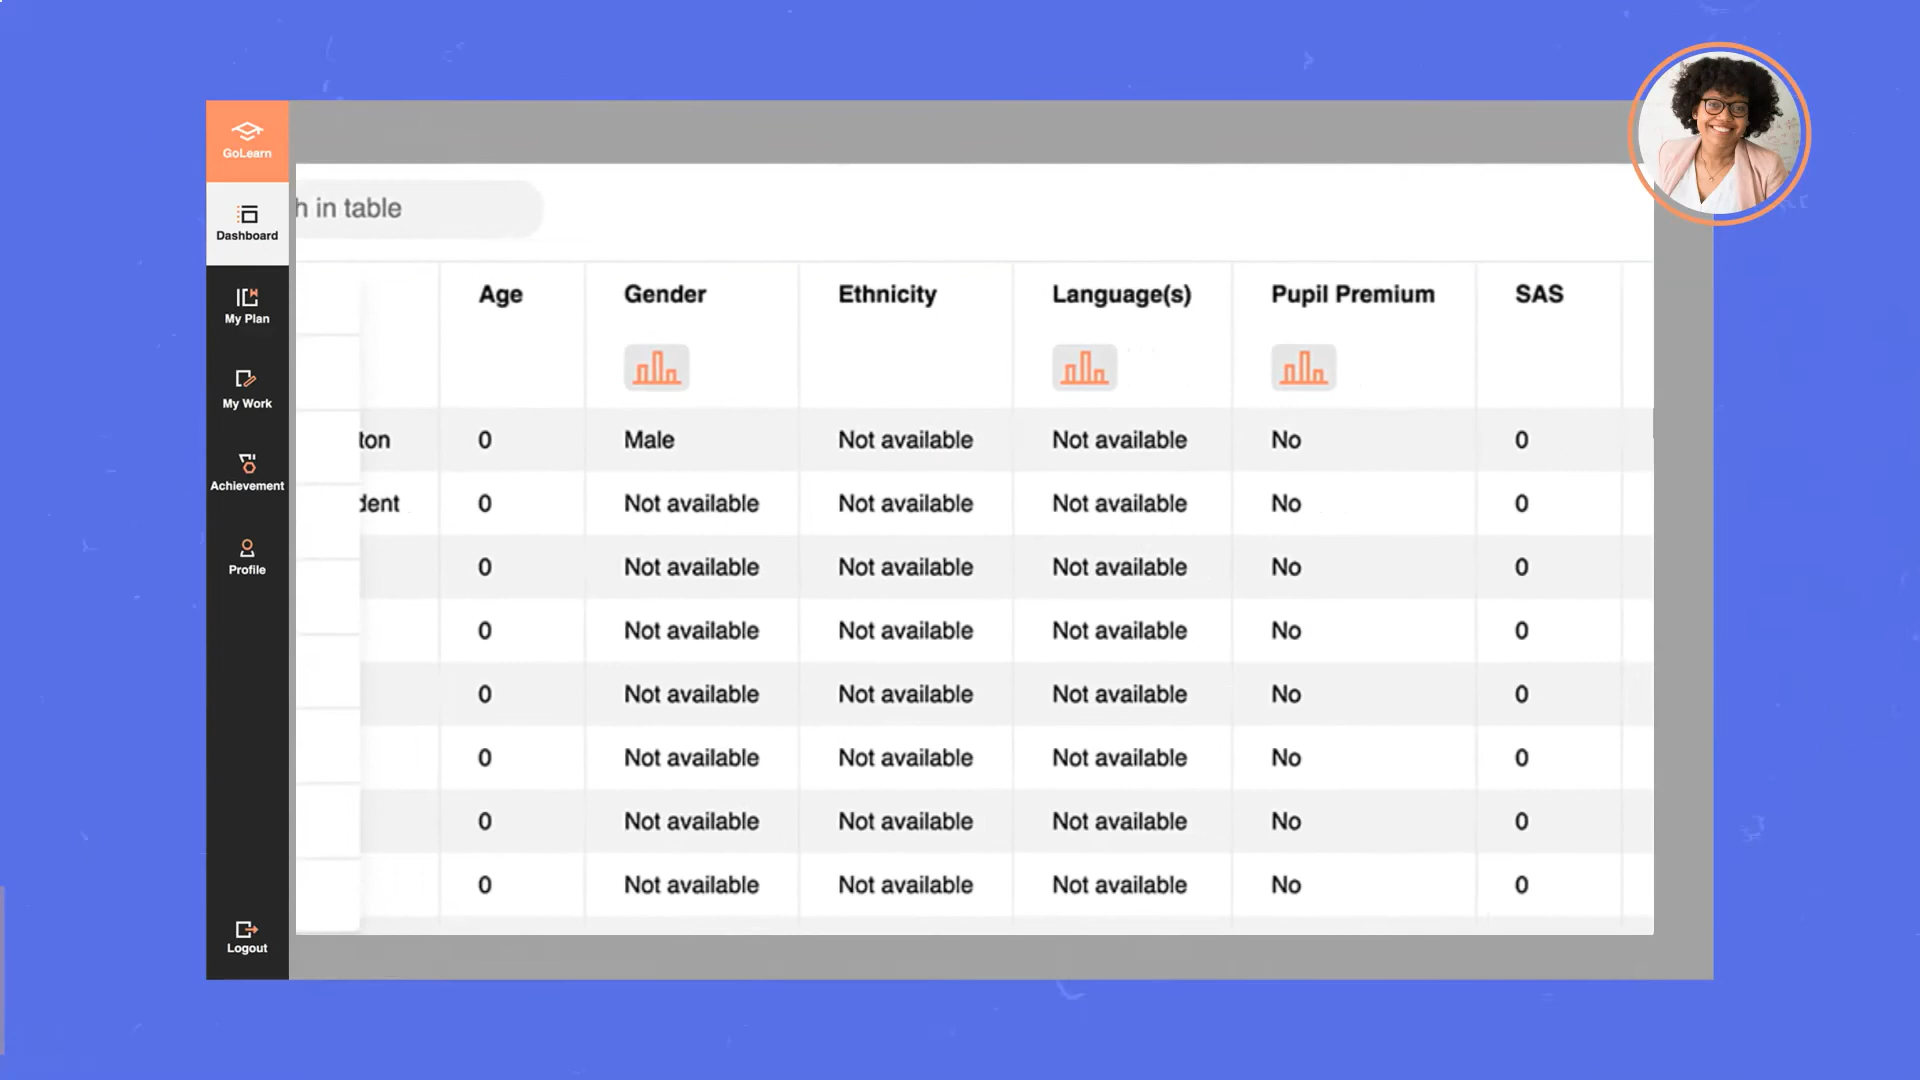 GoLearn
Dashboard
My Plan
My Work
Achievement
Profile
Logout
h in table
Age Gender Ethnicity Language(s) Pupil Premium SAS
ton 0 Male Not available Not available No 0
dent 0 Not available Not available Not available No 0
0 Not available Not available Not available No 0
0 Not available Not available Not available No 0
0 Not available Not available Not available No 0
0 Not available Not available Not available No 0
0 Not available Not available Not available No 0
0 Not available Not available Not available No 0